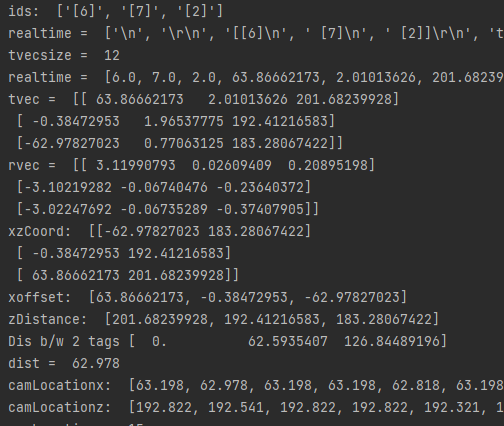 ids:  ['[6]', '[7]', '[2]']
realtime =  ['\n', '\r\n', '[[6]\n', ' [7]\n', ' [2]]\r\n', 't
tvecsize =  12
realtime =  [6.0, 7.0, 2.0, 63.86662173, 2.01013626, 201.68239
tvec =  [[ 63.86662173   2.01013626 201.68239928]
 [ -0.38472953   1.96537775 192.41216583]
 [-62.97827023   0.77063125 183.28067422]]
rvec =  [[ 3.11990793  0.02609409  0.20895198]
 [-3.10219282 -0.06740476 -0.23640372]
 [-3.02247692 -0.06735289 -0.37407905]]
xzCoord:  [[-62.97827023 183.28067422]
 [ -0.38472953 192.41216583]
 [ 63.86662173 201.68239928]]
xoffset:  [63.86662173, -0.38472953, -62.97827023]
zDistance:  [201.68239928, 192.41216583, 183.28067422]
Dis b/w 2 tags [  0.          62.5935407  126.84489196]
dist =  62.978
camLocationx:  [63.198, 62.978, 63.198, 63.198, 62.818, 63.198
camLocationz:  [192.822, 192.541, 192.822, 192.822, 192.321, 1